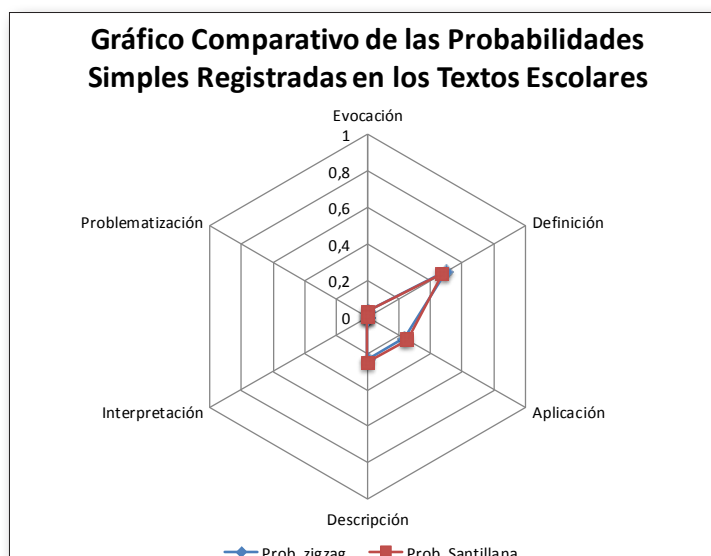 Gráfico Comparativo de las Probabilidades
Simples Registradas en los Textos Escolares
Evocación
1
0,8
0,6
0,4
0,2
0
Definición
Aplicación
Descripción
Interpretación
Problematización
Prob. zigzag
Prob. Santillana